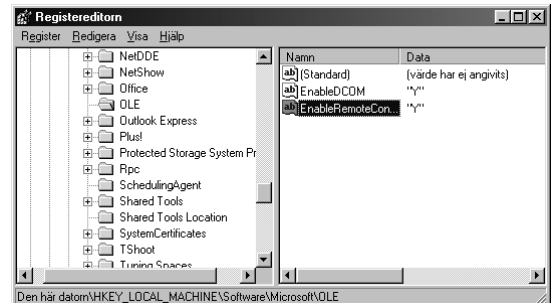 Registereditorn
Register Redigera Visa Hjälp
NetDDE
NetShow
Office
OLE
Outlook Express
Plus!
Protected Storage System Pr
Rpc
SchedulingAgent
Shared Tools
Shared Tools Location
SystemCertificates
TShoot
Tuning Spaces
Namn Data
(Standard) (värde har ej angivits)
EnableDCOM "Y"
EnableRemoteCon... "Y"
Den här datorn\HKEY_LOCAL_MACHINE\Software\Microsoft\OLE